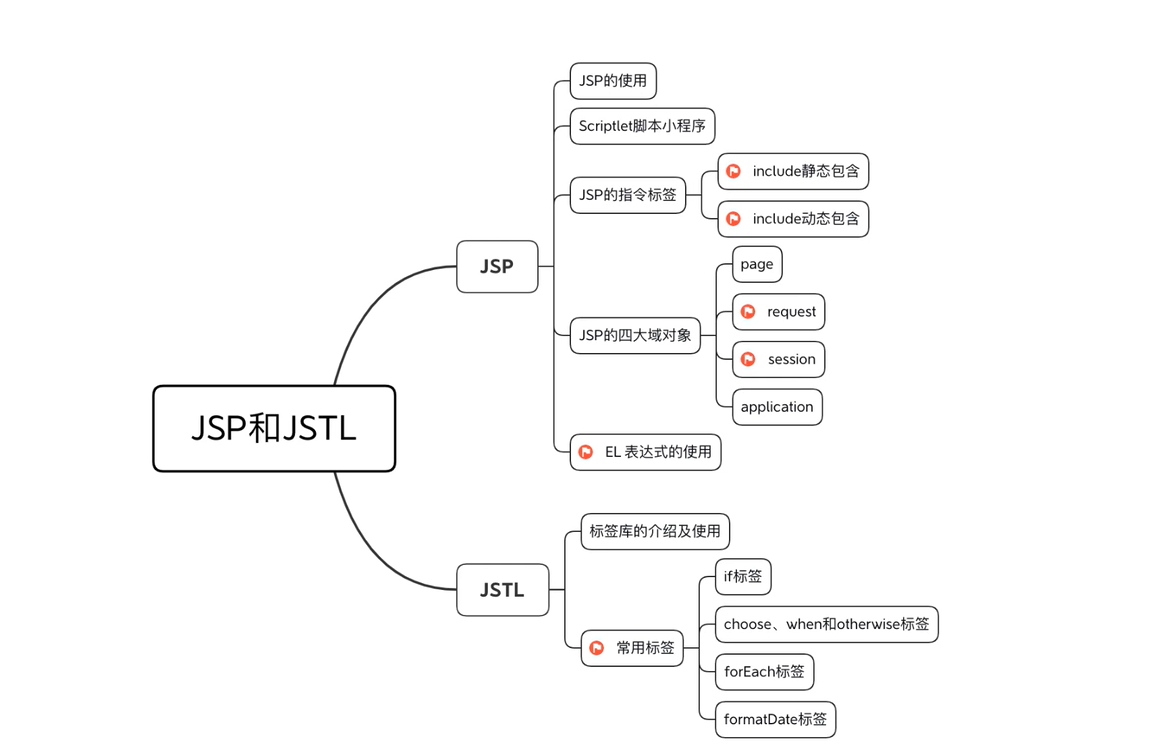 JSP和JSTL
JSP
JSP的使用
Scriptlet脚本小程序
JSP的指令标签
include静态包含
include动态包含
JSP的四大域对象
page
request
session
application
EL 表达式的使用
JSTL
标签库的介绍及使用
常用标签
if标签
choose、when和otherwise标签
forEach标签
formatDate标签